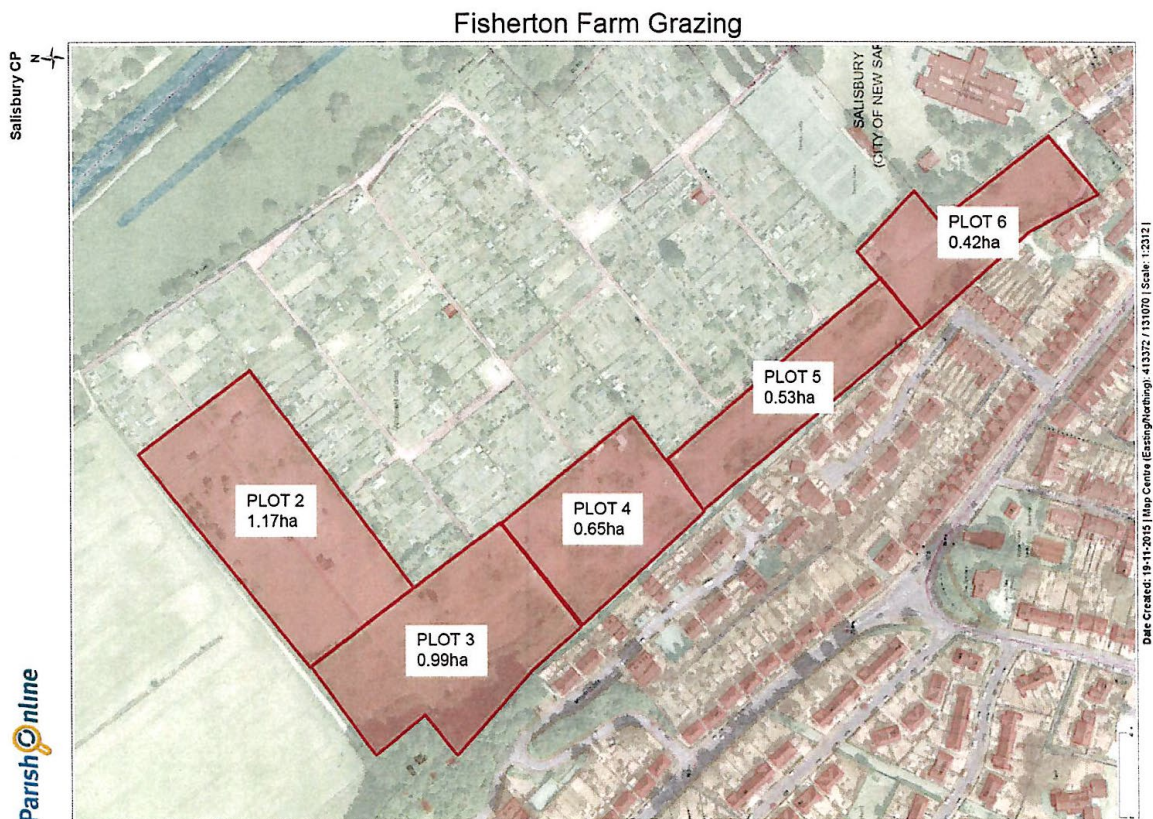 Fisherton Farm Grazing
Salisbury CP
N
SALISBURY
(CITY OF NEW SAR
PLOT 6
0.42ha
PLOT 5
0.53ha
PLOT 2
1.17ha
PLOT 4
0.65ha
PLOT 3
0.99ha
Parish Online
Date Created: 19-11-2015 | Map Centre (Easting/Northing): 413372 / 131070 | Scale: 1:2312 |